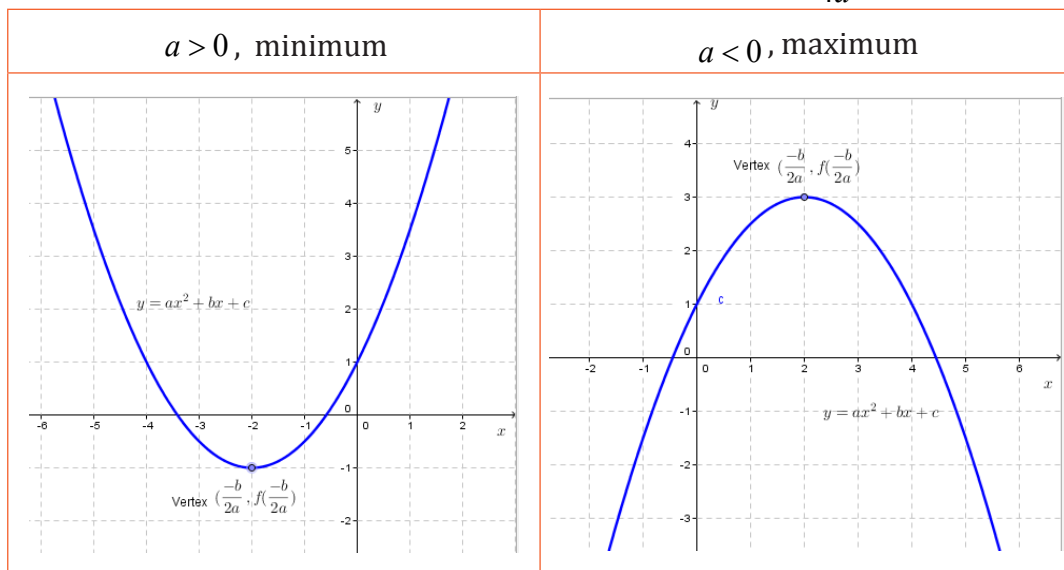 a > 0 , minimum
a < 0 , maximum
y
5
4
3
2
1
0
-1
-2
-6 -5 -4 -3 -2 -1 0 1 2
x
y = ax² + bx + c
Vertex (-b/2a , f(-b/2a)
y
Vertex (-b/2a , f(-b/2a)
4
3
2
1
0
-1
-2
-3
c
-2 -1 0 1 2 3 4 5 6
x
y = ax² + bx + c